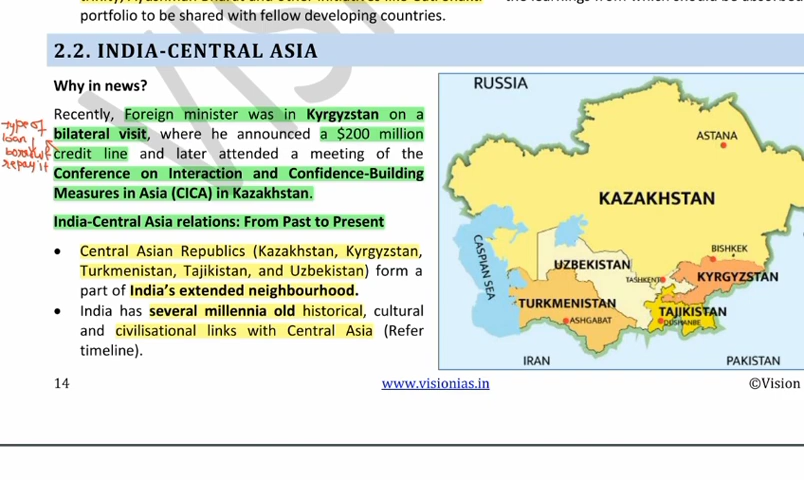 portfolio to be shared with fellow developing countries.
2.2. INDIA-CENTRAL ASIA
Why in news?
Recently, Foreign minister was in Kyrgyzstan on a
bilateral visit, where he announced a $200 million
credit line and later attended a meeting of the
Conference on Interaction and Confidence-Building
Measures in Asia (CICA) in Kazakhstan.
India-Central Asia relations: From Past to Present
• Central Asian Republics (Kazakhstan, Kyrgyzstan,
Turkmenistan, Tajikistan, and Uzbekistan) form a
part of India's extended neighbourhood.
• India has several millennia old historical, cultural
and civilisational links with Central Asia (Refer
timeline).
type of
loan
repay it
RUSSIA
ASTANA
KAZAKHSTAN
CASPIAN SEA
UZBEKISTAN
BISHKEK
TASHKENT
KYRGYZSTAN
TURKMENISTAN
TAJIKISTAN
ASHGABAT
DUSHANBE
IRAN
PAKISTAN
14
www.visionias.in
©Vision